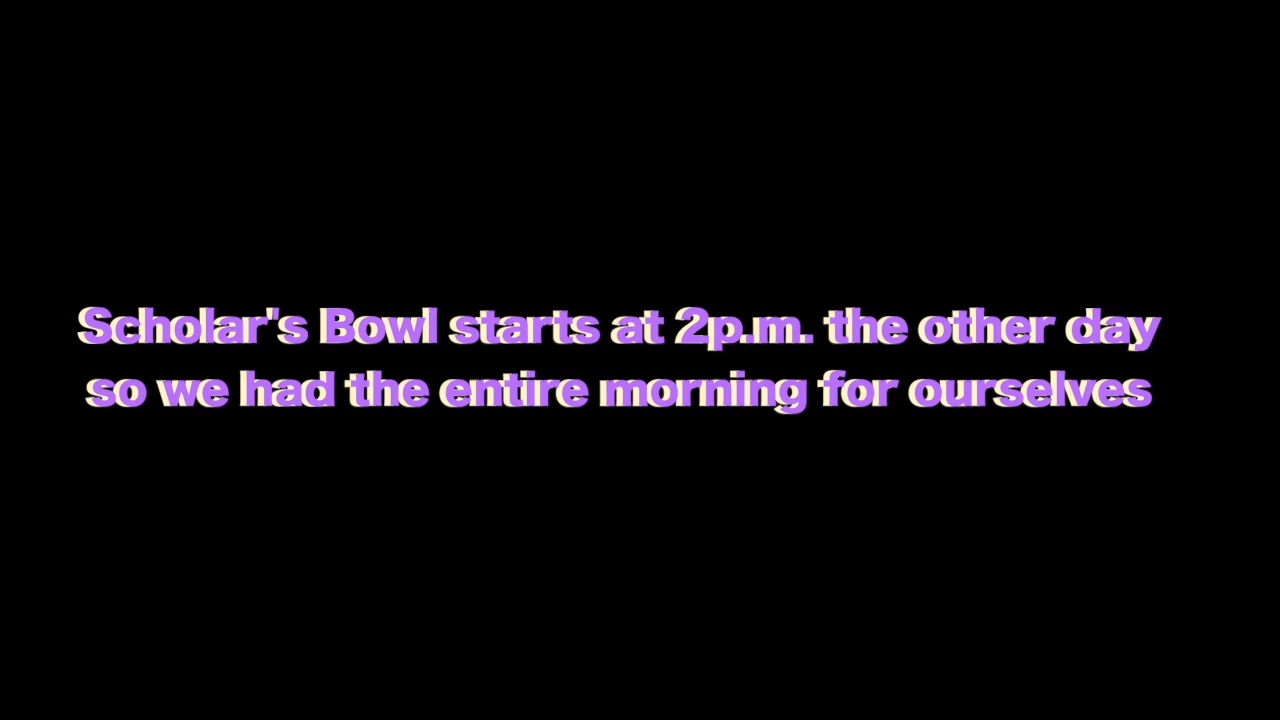 Scholar's Bowl starts at 2p.m. the other day
so we had the entire morning for ourselves